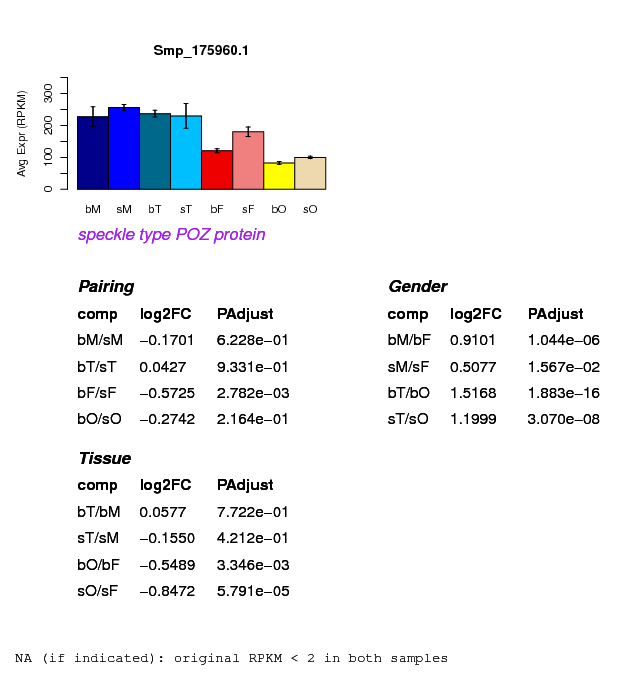 Smp_175960.1
Avg Expr (RPKM)
300
200
100
0
bM sM bT sT bF sF bO sO
speckle type POZ protein
Pairing
comp log2FC PAdjust
bM/sM −0.1701 6.228e−01
bT/sT 0.0427 9.331e−01
bF/sF −0.5725 2.782e−03
bO/sO −0.2742 2.164e−01
Gender
comp log2FC PAdjust
bM/bF 0.9101 1.044e−06
sM/sF 0.5077 1.567e−02
bT/bO 1.5168 1.883e−16
sT/sO 1.1999 3.070e−08
Tissue
comp log2FC PAdjust
bT/bM 0.0577 7.722e−01
sT/sM −0.1550 4.212e−01
bO/bF −0.5489 3.346e−03
sO/sF −0.8472 5.791e−05
NA (if indicated): original RPKM < 2 in both samples